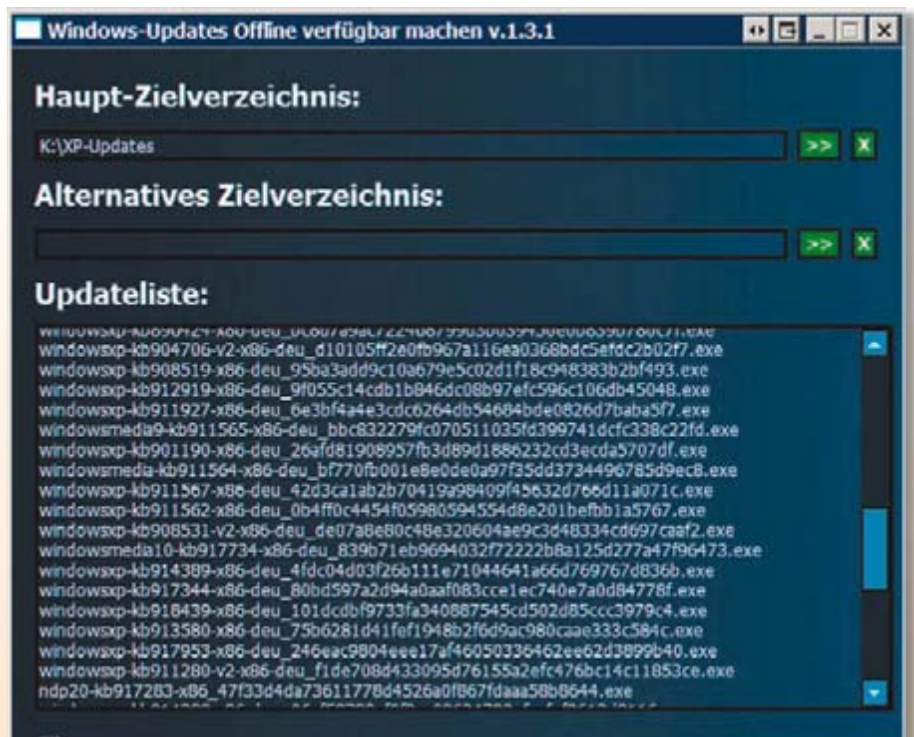 Windows-Updates Offline verfügbar machen v.1.3.1
Haupt-Zielverzeichnis:
K:\XP-Updates
>> X
Alternatives Zielverzeichnis:
>> X
Updateliste:
windowsxp-kb904706-v2-x86-deu_d10105ff2e0fb967a116ea0368bdc5efdc2b02f7.exe
windowsxp-kb908519-x86-deu_95ba3add9c10a679e5c02d1f18c948383b2bf493.exe
windowsxp-kb912919-x86-deu_9f055c14cdb1b846dc08b97efc596c106db45048.exe
windowsxp-kb911927-x86-deu_6e3bf4a4e3cdc6264db54684bde0826d7baba5f7.exe
windowsmedia9-kb911565-x86-deu_bbc832279fc070511035fd399741dcfc338c22fd.exe
windowsxp-kb901190-x86-deu_26afd81908957fb3d89d1886232cd3ecda5707df.exe
windowsmedia-kb911564-x86-deu_bf770fb001e8e0de0a97f35dd3734496785d9ec8.exe
windowsxp-kb911567-x86-deu_42d3ca1ab2b70419a98409f45632d766d11a071c.exe
windowsxp-kb911562-x86-deu_0b4ff0c4454f05980594554d8e201befbb1a5767.exe
windowsxp-kb908531-v2-x86-deu_de07a8e80c48e320604ae9c3d48334cd697caaf2.exe
windowsmedia10-kb917734-x86-deu_839b71eb9694032f72222b8a125d277a47f96473.exe
windowsxp-kb914389-x86-deu_4fdc04d03f26b111e71044641a66d769767d836b.exe
windowsxp-kb917344-x86-deu_80bd597a2d94a0aaf083cce1ec740e7a0d84778f.exe
windowsxp-kb918439-x86-deu_101dcdbf9733fa340887545cd502d85ccc3979c4.exe
windowsxp-kb913580-x86-deu_75b6281d41fef1948b2f6d9ac980caae333c584c.exe
windowsxp-kb917953-x86-deu_246eac9804eee17af46050336462ee62d3899b40.exe
windowsxp-kb911280-v2-x86-deu_f1de708d433095d76155a2efc476bc14c11853ce.exe
ndp20-kb917283-x86_47f33d4da73611778d4526a0f867fdaaa58b8644.exe